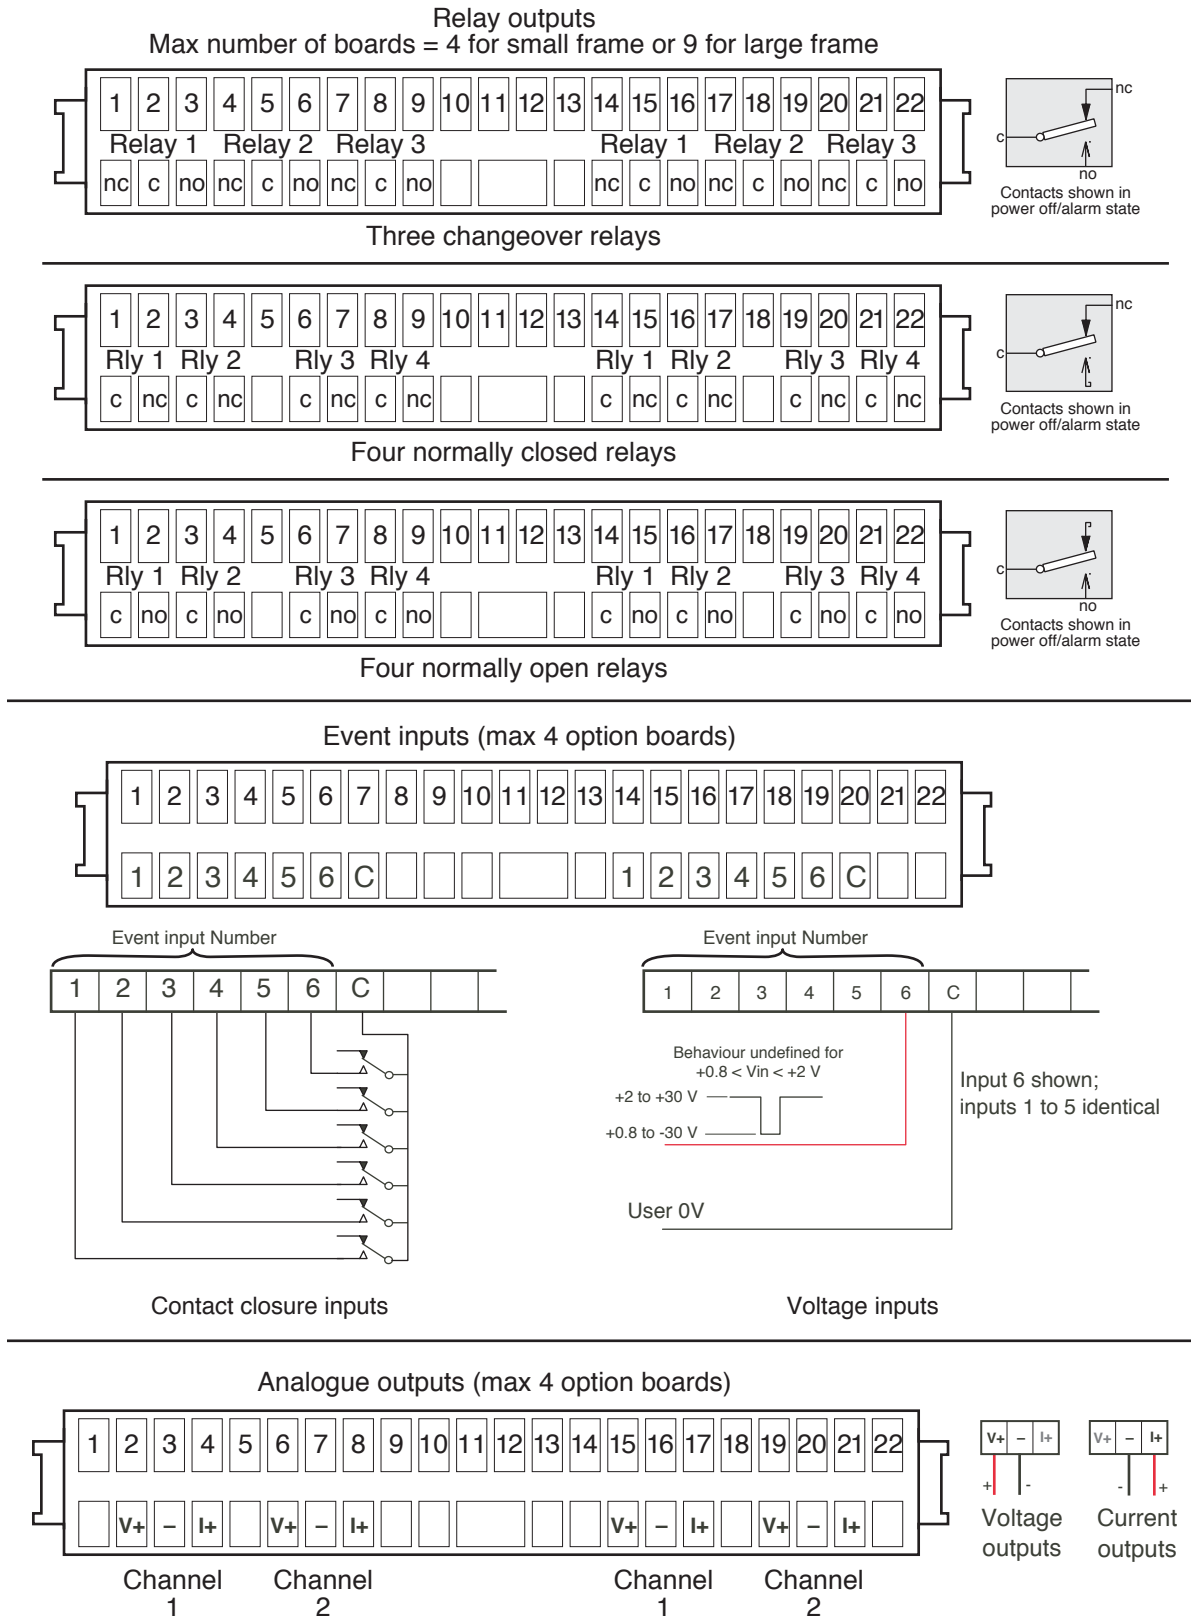 Relay outputs
Max number of boards = 4 for small frame or 9 for large frame
1 2 3 4 5 6 7 8 9 10 11 12 13 14 15 16 17 18 19 20 21 22
Relay 1 Relay 2 Relay 3 Relay 1 Relay 2 Relay 3
nc c no nc c no nc c no nc c no nc c no nc c no
Three changeover relays
nc
c
no
Contacts shown in
power off/alarm state
1 2 3 4 5 6 7 8 9 10 11 12 13 14 15 16 17 18 19 20 21 22
Rly 1 Rly 2 Rly 3 Rly 4 Rly 1 Rly 2 Rly 3 Rly 4
c nc c nc c nc c nc c nc c nc c nc c nc
Four normally closed relays
nc
c
Contacts shown in
power off/alarm state
1 2 3 4 5 6 7 8 9 10 11 12 13 14 15 16 17 18 19 20 21 22
Rly 1 Rly 2 Rly 3 Rly 4 Rly 1 Rly 2 Rly 3 Rly 4
c no c no c no c no c no c no c no c no
Four normally open relays
c
no
Contacts shown in
power off/alarm state
Event inputs (max 4 option boards)
1 2 3 4 5 6 7 8 9 10 11 12 13 14 15 16 17 18 19 20 21 22
1 2 3 4 5 6 C 1 2 3 4 5 6 C
Event input Number
1 2 3 4 5 6 C
Contact closure inputs
Event input Number
1 2 3 4 5 6 C
Behaviour undefined for
+0.8 < Vin < +2 V
+2 to +30 V
+0.8 to -30 V
Input 6 shown;
inputs 1 to 5 identical
User 0V
Voltage inputs
Analogue outputs (max 4 option boards)
1 2 3 4 5 6 7 8 9 10 11 12 13 14 15 16 17 18 19 20 21 22
V+ – I+ V+ – I+ V+ – I+ V+ – I+
Channel 1
Channel 2
Channel 1
Channel 2
V+ – I+
+ -
Voltage
outputs
V+ – I+
- +
Current
outputs